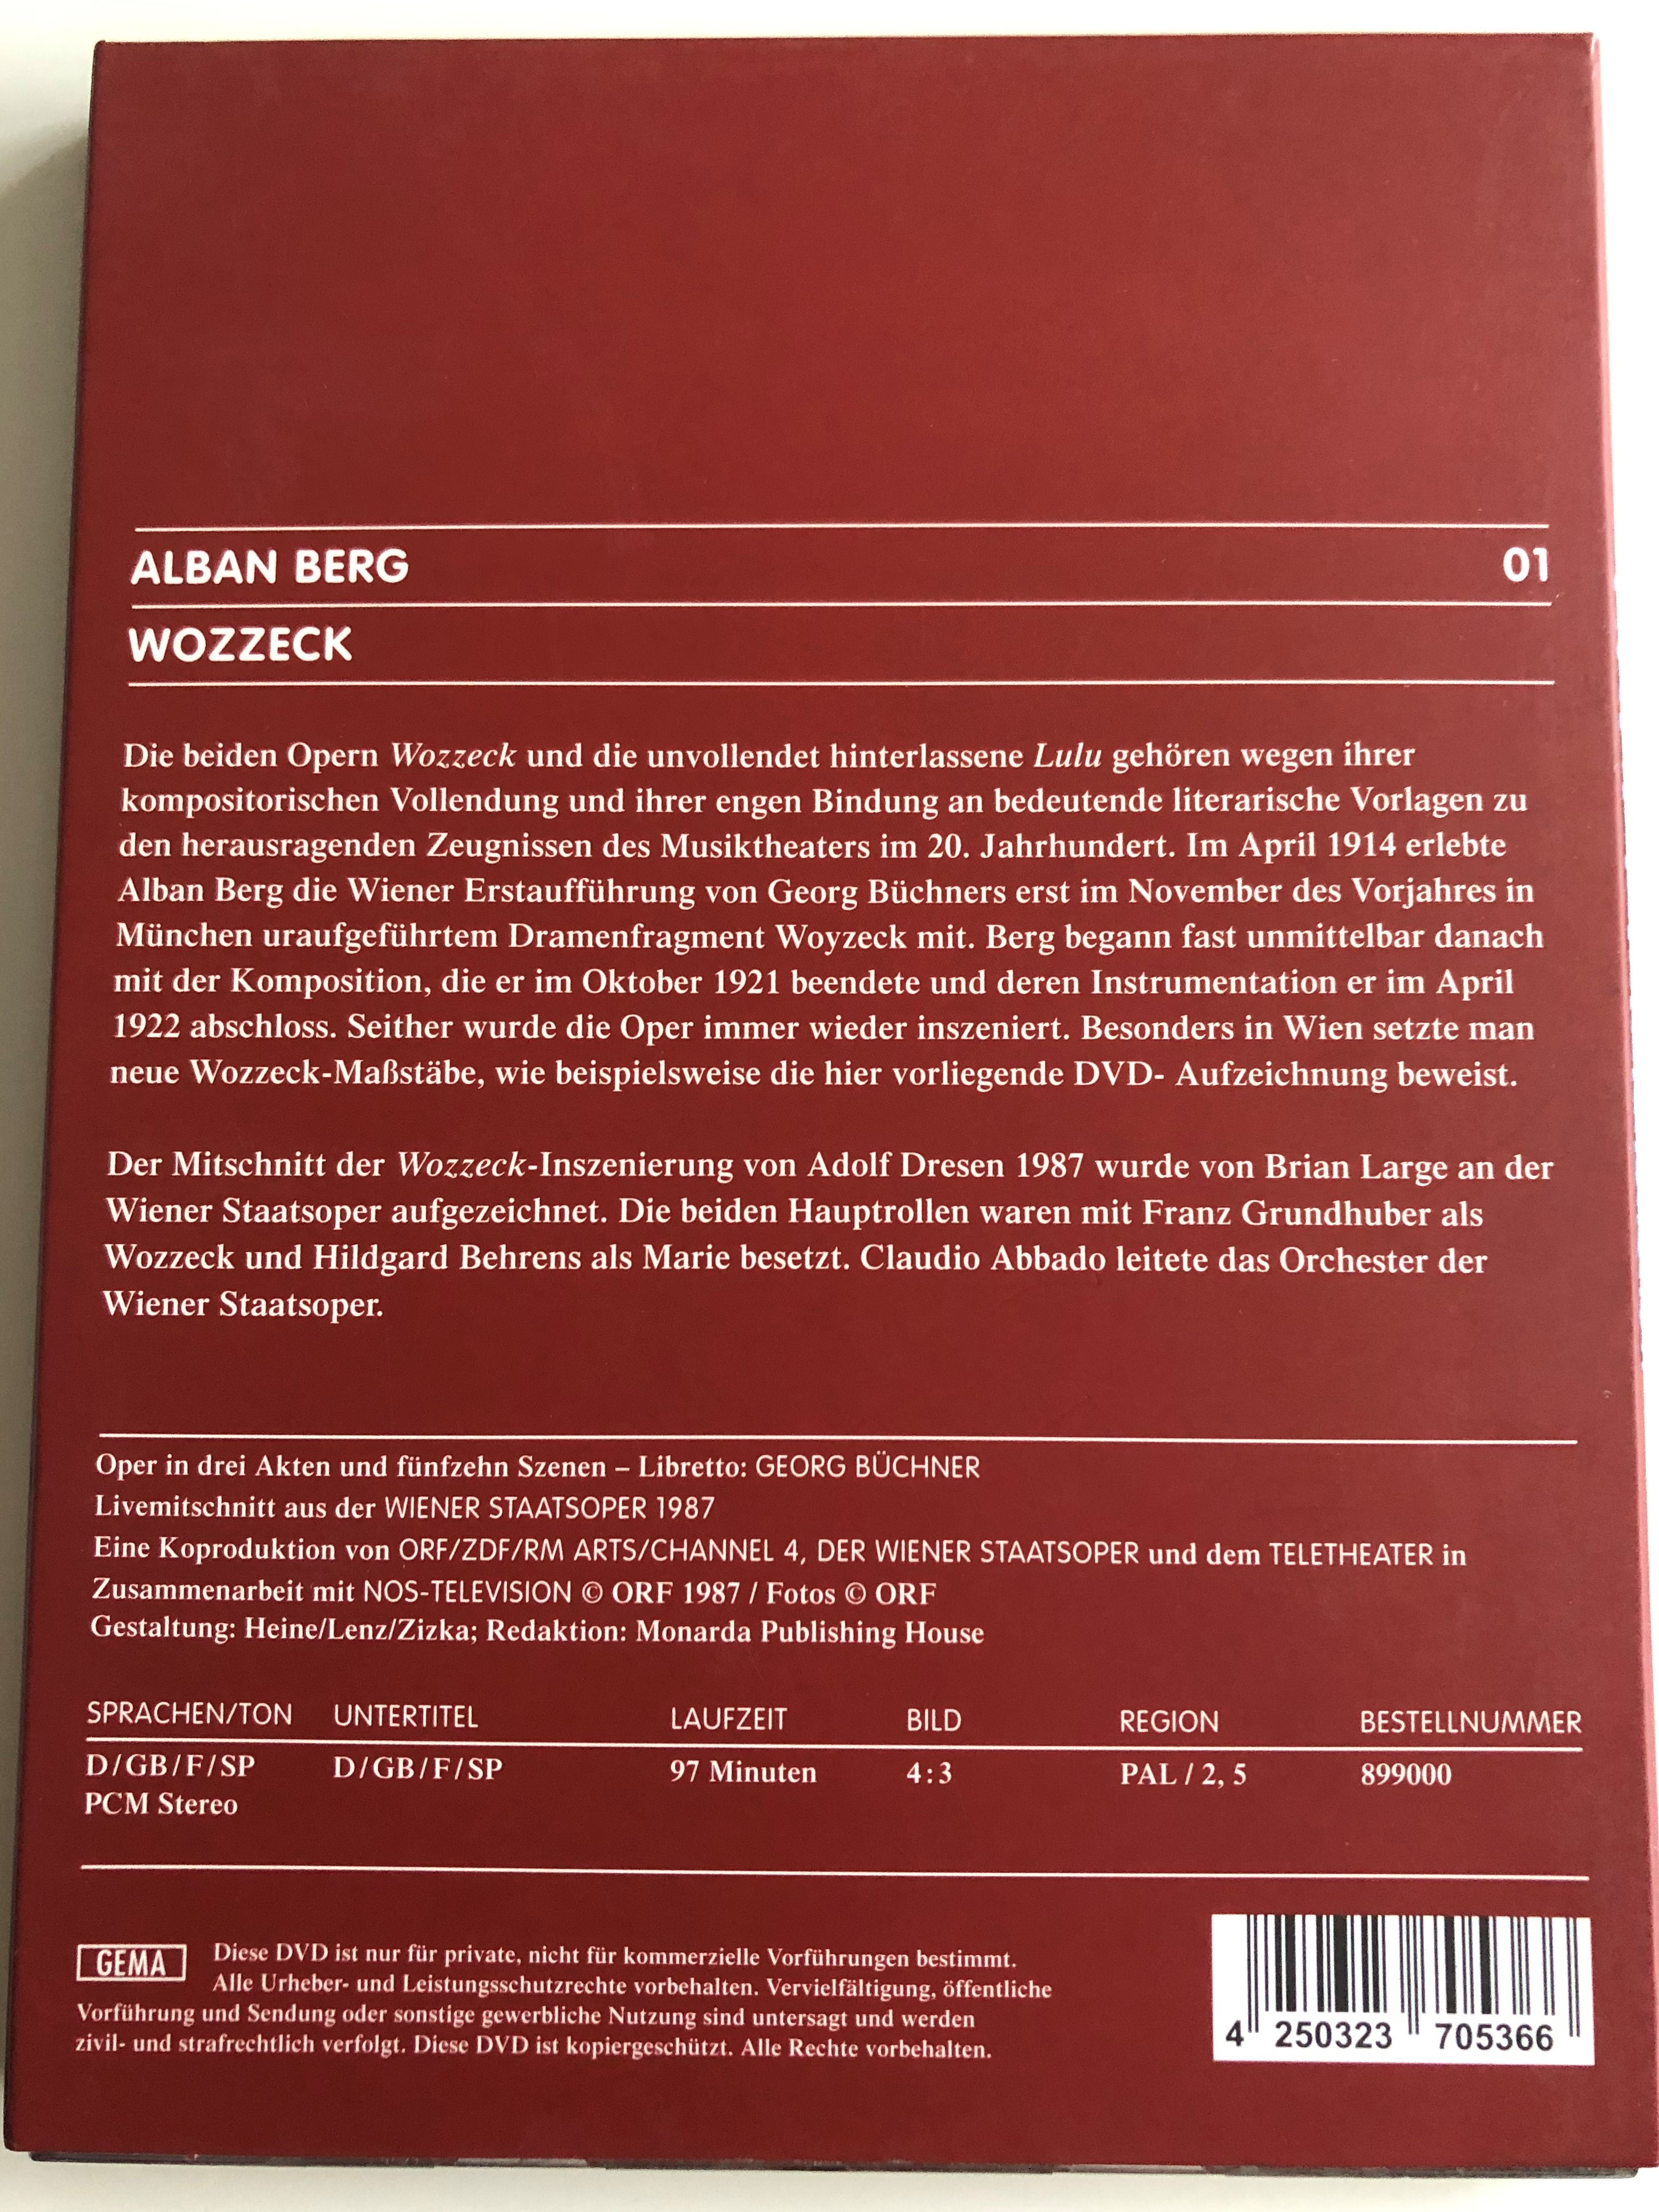 ALBAN BERG 01
WOZZECK
Die beiden Opern Wozzeck und die unvollendet hinterlassene Lulu gehören wegen ihrer
kompositorischen Vollendung und ihrer engen Bindung an bedeutende literarische Vorlagen zu
den herausragenden Zeugnissen des Musiktheaters im 20. Jahrhundert. Im April 1914 erlebte
Alban Berg die Wiener Erstaufführung von Georg Büchners erst im November des Vorjahres in
München uraufgeführtem Dramenfragment Woyzeck mit. Berg begann fast unmittelbar danach
mit der Komposition, die er im Oktober 1921 beendete und deren Instrumentation er im April
1922 abschloss. Seither wurde die Oper immer wieder inszeniert. Besonders in Wien setzte man
neue Wozzeck-Maßstäbe, wie beispielsweise die hier vorliegende DVD- Aufzeichnung beweist.
Der Mitschnitt der Wozzeck-Inszenierung von Adolf Dresen 1987 wurde von Brian Large an der
Wiener Staatsoper aufgezeichnet. Die beiden Hauptrollen waren mit Franz Grundhuber als
Wozzeck und Hildgard Behrens als Marie besetzt. Claudio Abbado leitete das Orchester der
Wiener Staatsoper.
Oper in drei Akten und fünfzehn Szenen – Libretto: GEORG BÜCHNER
Livemitschnitt aus der WIENER STAATSOPER 1987
Eine Koproduktion von ORF/ZDF/RM ARTS/CHANNEL 4, DER WIENER STAATSOPER und dem TELETHEATER in
Zusammenarbeit mit NOS-TELEVISION © ORF 1987 / Fotos © ORF
Gestaltung: Heine/Lenz/Zizka; Redaktion: Monarda Publishing House
SPRACHEN/TON UNTERTITEL LAUFZEIT BILD REGION BESTELLNUMMER
D/GB/F/SP D/GB/F/SP 97 Minuten 4:3 PAL / 2, 5 899000
PCM Stereo
GEMA Diese DVD ist nur für private, nicht für kommerzielle Vorführungen bestimmt.
Alle Urheber- und Leistungsschutzrechte vorbehalten. Vervielfältigung, öffentliche
Vorführung und Sendung oder sonstige gewerbliche Nutzung sind untersagt und werden
zivil- und strafrechtlich verfolgt. Diese DVD ist kopiergeschützt. Alle Rechte vorbehalten.
4 250323 705366